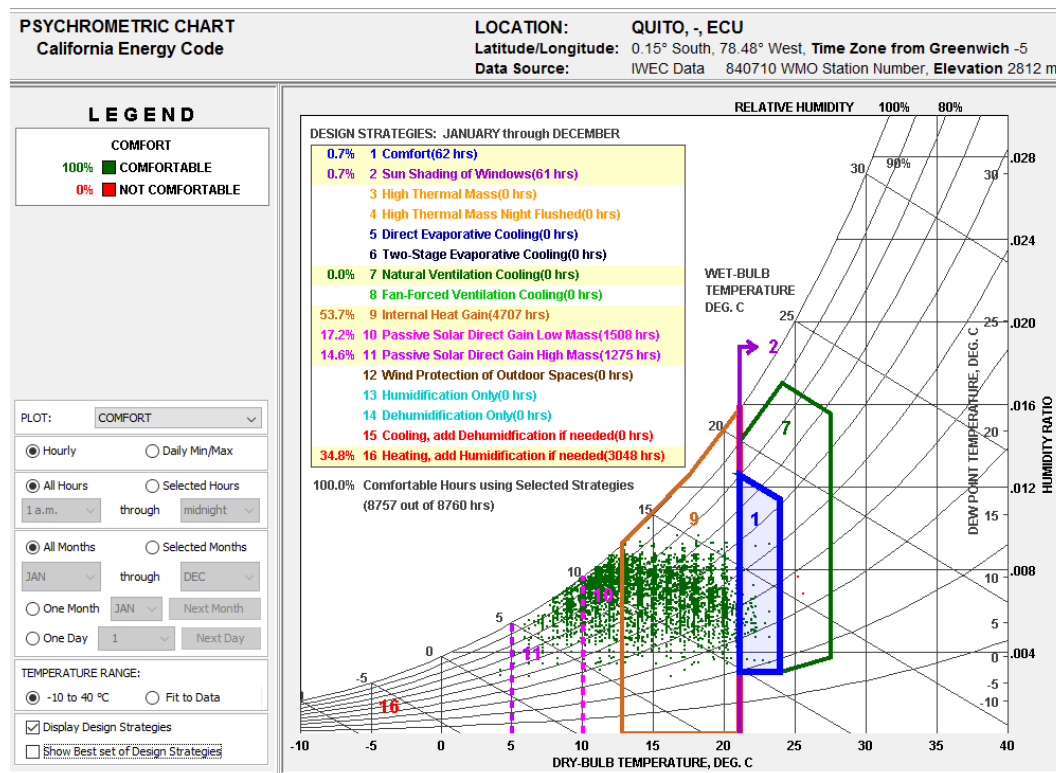 PSYCHROMETRIC CHART
California Energy Code
LOCATION: QUITO, -, ECU
Latitude/Longitude: 0.15° South, 78.48° West, Time Zone from Greenwich -5
Data Source: IWEC Data 840710 WMO Station Number, Elevation 2812 m
LEGEND
COMFORT
100% COMFORTABLE
0% NOT COMFORTABLE
PLOT: COMFORT
Hourly Daily Min/Max
All Hours Selected Hours
1 a.m. through midnight
All Months Selected Months
JAN through DEC
One Month JAN Next Month
One Day 1 Next Day
TEMPERATURE RANGE:
-10 to 40 °C Fit to Data
Display Design Strategies
Show Best set of Design Strategies
RELATIVE HUMIDITY 100% 80%
DESIGN STRATEGIES: JANUARY through DECEMBER
0.7% 1 Comfort(62 hrs)
0.7% 2 Sun Shading of Windows(61 hrs)
3 High Thermal Mass(0 hrs)
4 High Thermal Mass Night Flushed(0 hrs)
5 Direct Evaporative Cooling(0 hrs)
6 Two-Stage Evaporative Cooling(0 hrs)
0.0% 7 Natural Ventilation Cooling(0 hrs)
8 Fan-Forced Ventilation Cooling(0 hrs)
53.7% 9 Internal Heat Gain(4707 hrs)
17.2% 10 Passive Solar Direct Gain Low Mass(1508 hrs)
14.6% 11 Passive Solar Direct Gain High Mass(1275 hrs)
12 Wind Protection of Outdoor Spaces(0 hrs)
13 Humidification Only(0 hrs)
14 Dehumidification Only(0 hrs)
15 Cooling, add Dehumidfication if needed(0 hrs)
34.8% 16 Heating, add Humidification if needed(3048 hrs)
100.0% Comfortable Hours using Selected Strategies
(8757 out of 8760 hrs)
WET-BULB
TEMPERATURE
DEG. C
90%
30
25
20
15
10
5
0
-5
2
7
1
9
10
11
16
30
25
20
15
10
5
0
-5
-10
DEW POINT TEMPERATURE, DEG. C
.028
.024
.020
.016
.012
.008
.004
HUMIDITY RATIO
-10 -5 0 5 10 15 20 25 30 35 40
DRY-BULB TEMPERATURE, DEG. C